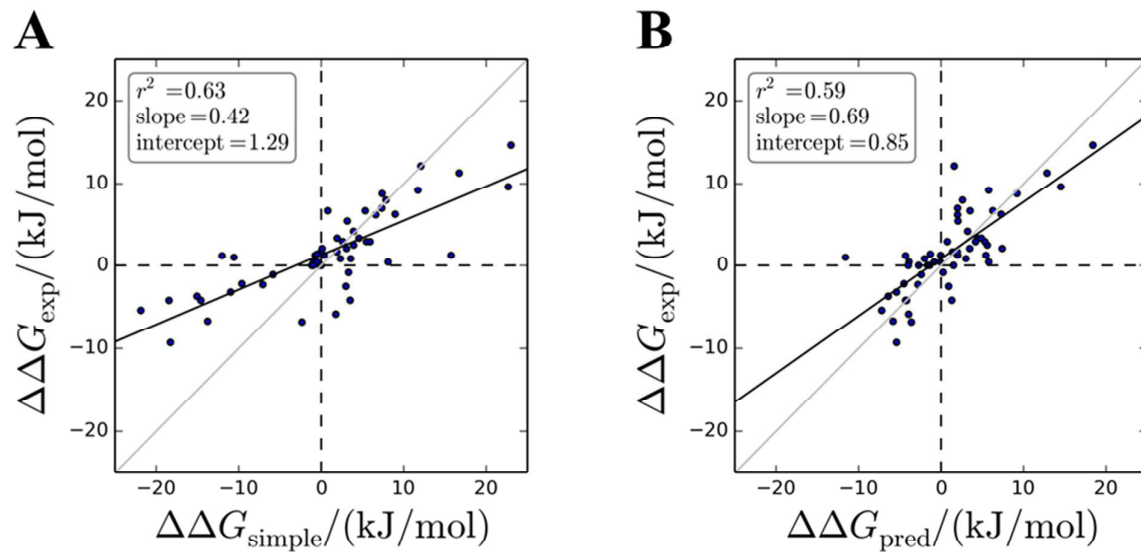 A
r² =0.63
slope=0.42
intercept=1.29
20
10
0
−10
−20
−20 −10 0 10 20
ΔΔG_exp/(kJ/mol)
ΔΔG_simple/(kJ/mol)
B
r² =0.59
slope=0.69
intercept=0.85
20
10
0
−10
−20
−20 −10 0 10 20
ΔΔG_exp/(kJ/mol)
ΔΔG_pred/(kJ/mol)